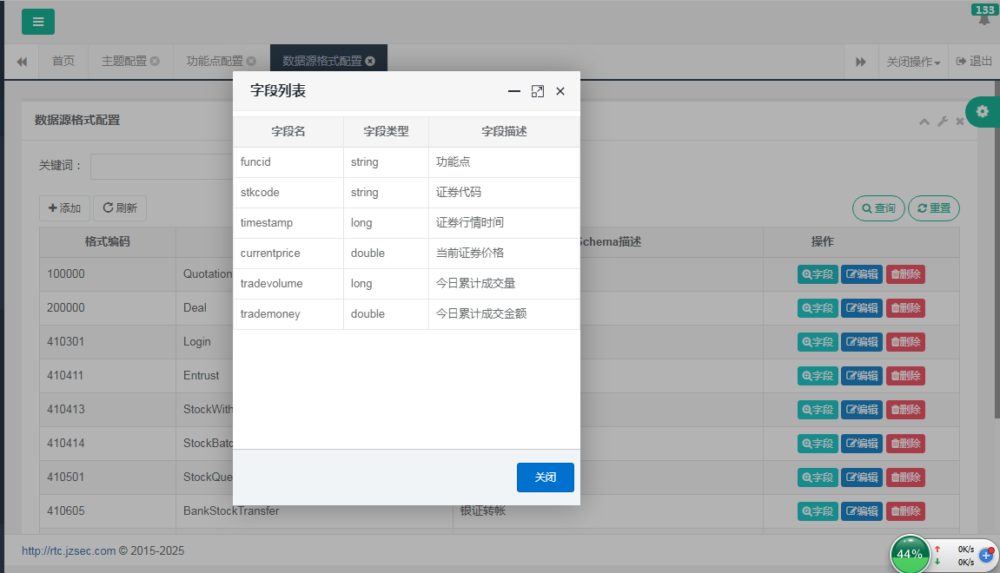 133
首页
主题配置
功能点配置
数据源格式配置
关闭操作
退出
字段列表
数据源格式配置
字段名 字段类型 字段描述
funcid string 功能点
stkcode string 证券代码
timestamp long 证券行情时间
currentprice double 当前证券价格
tradevolume long 今日累计成交量
trademoney double 今日累计成交金额
关闭
关键词：
添加
刷新
查询
重置
格式编码 Schema描述 操作
100000 Quotation 字段 编辑 删除
200000 Deal 字段 编辑 删除
410301 Login 字段 编辑 删除
410411 Entrust 字段 编辑 删除
410413 StockWith 字段 编辑 删除
410414 StockBatc 字段 编辑 删除
410501 StockQue 字段 编辑 删除
410605 BankStockTransfer 银证转帐 字段 编辑 删除
http://rtc.jzsec.com © 2015-2025
44%
0K/s
0K/s